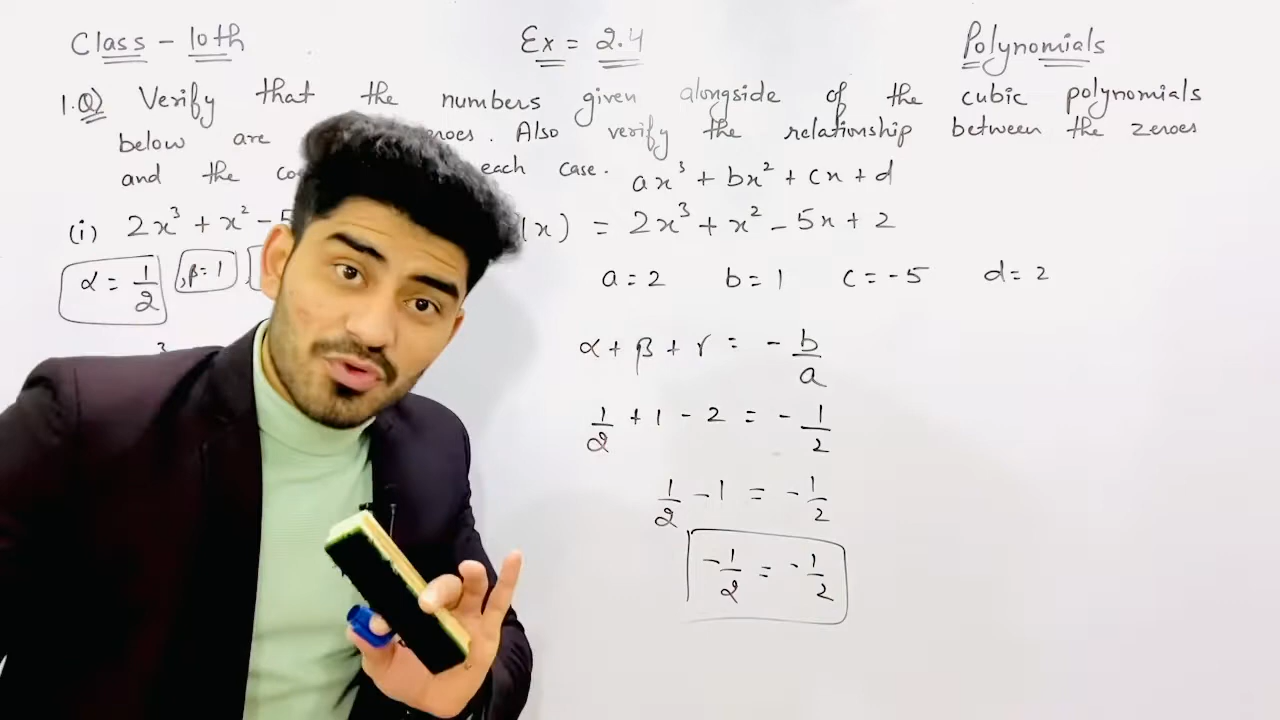 Class - 10th Ex = 2.4 Polynomials
1.Q) Verify that the numbers given alongside of the cubic polynomials
below are Also verify the relationship between the zeroes
and the each case. ax³ + bx² + cx + d
(i) 2x³ + x² - 5 (x) = 2x³ + x² - 5x + 2
α = 1/2 , β = 1 a = 2 b = 1 c = -5 d = 2
α + β + γ = - b/a
1/2 + 1 - 2 = - 1/2
1/2 - 1 = - 1/2
- 1/2 = - 1/2